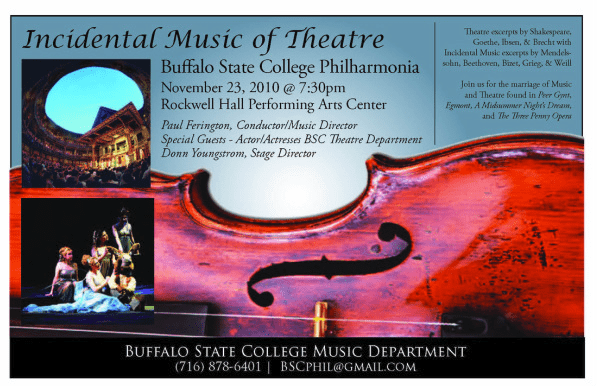 Incidental Music of Theatre
Buffalo State College Philharmonia
November 23, 2010 @ 7:30pm
Rockwell Hall Performing Arts Center
Paul Ferington, Conductor/Music Director
Special Guests - Actor/Actresses BSC Theatre Department
Donn Youngstrom, Stage Director
Theatre excerpts by Shakespeare,
Goethe, Ibsen, & Brecht with
Incidental Music excerpts by Mendels-
sohn, Beethoven, Bizet, Grieg, & Weill
Join us for the marriage of Music
and Theatre found in Peer Gynt,
Egmont, A Midsummer Night's Dream,
and The Three Penny Opera
Buffalo State College Music Department
(716) 878-6401 | BSCPHIL@GMAIL.COM